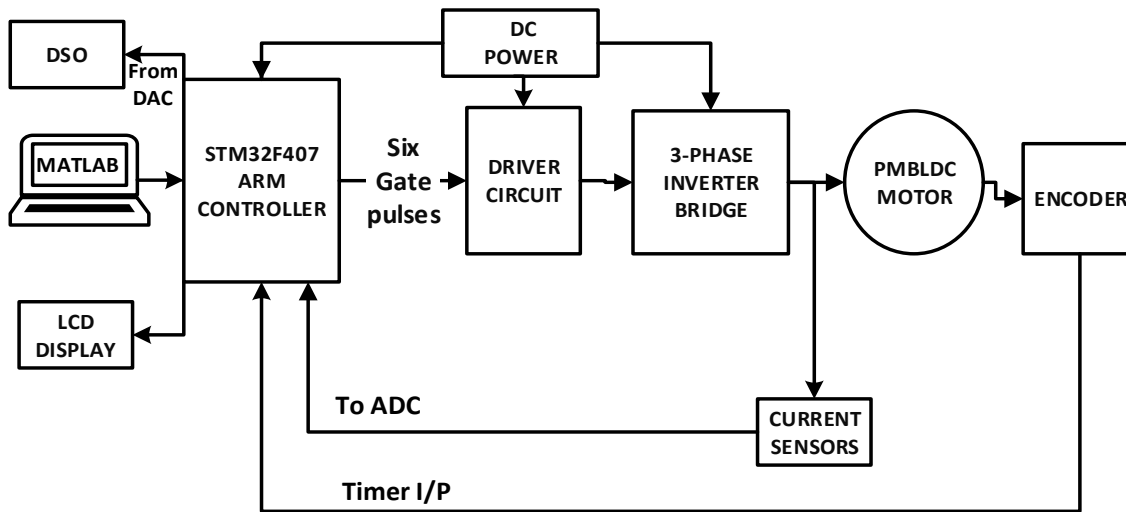 DSO
From
DAC
MATLAB
LCD
DISPLAY
STM32F407
ARM
CONTROLLER
Six
Gate
pulses
DC
POWER
DRIVER
CIRCUIT
3-PHASE
INVERTER
BRIDGE
PMBLDC
MOTOR
ENCODER
To ADC
CURRENT
SENSORS
Timer I/P